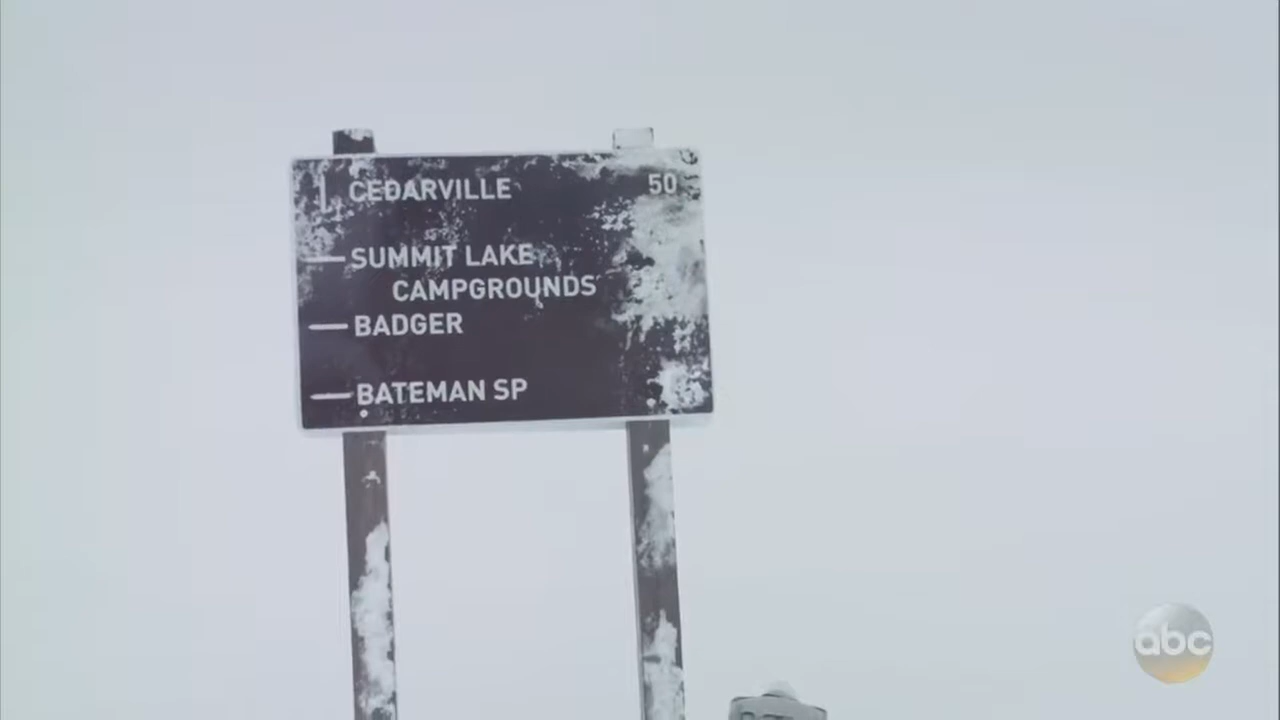 CEDARVILLE 50
SUMMIT LAKE
CAMPGROUNDS
BADGER
BATEMAN SP
abc